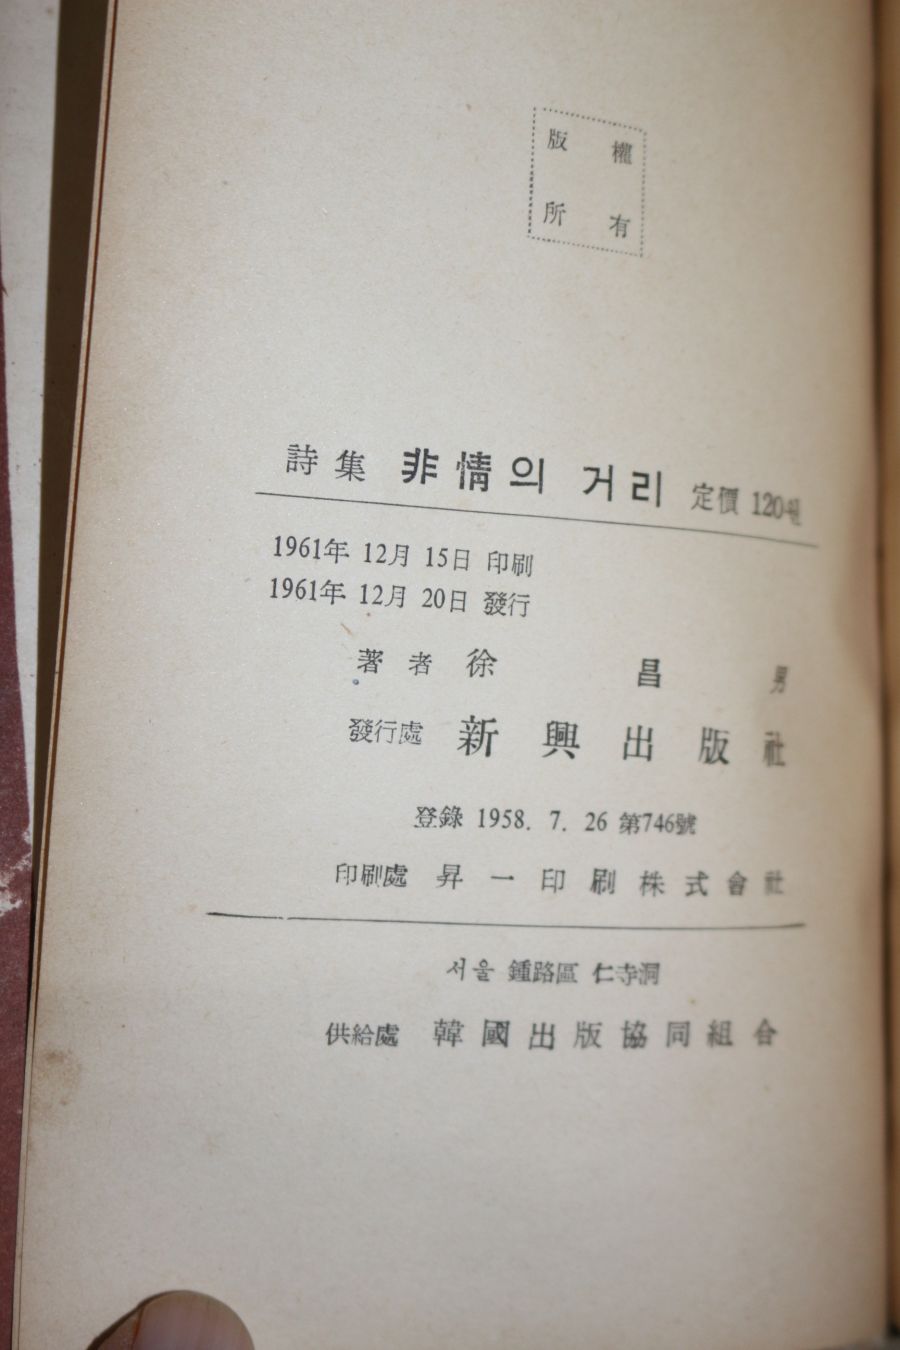 版權
所有
詩集 非情의 거리 定價 120원
1961年 12月 15日 印刷
1961年 12月 20日 發行
著者 徐昌男
發行處 新興出版社
登錄 1958. 7. 26 第746號
印刷處 昇一印刷株式會社
서울 鍾路區 仁寺洞
供給處 韓國出版協同組合